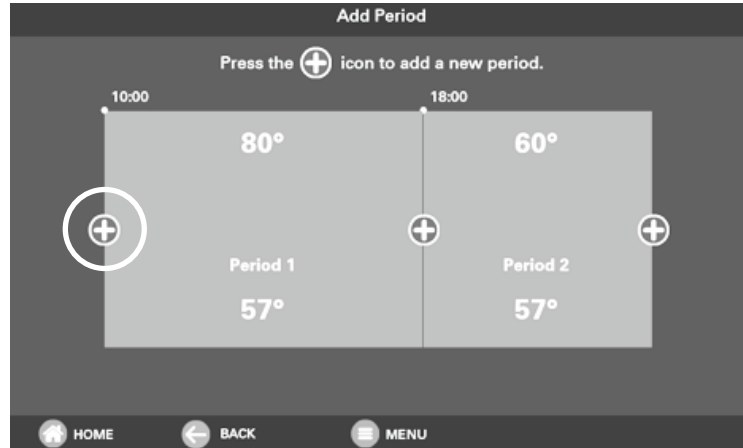 Add Period
Press the icon to add a new period.
10:00 18:00
80° 60°
Period 1 Period 2
57° 57°
HOME BACK MENU